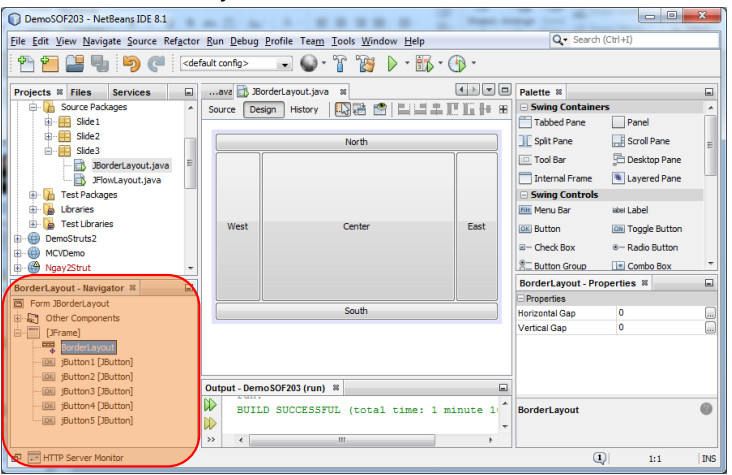 DemoSOF203 - NetBeans IDE 8.1
File Edit View Navigate Source Refactor Run Debug Profile Team Tools Window Help
Search (Ctrl+I)
<default config>
Projects Files Services
Source Packages
Slide1
Slide2
Slide3
JBorderLayout.java
JFlowLayout.java
Test Packages
Libraries
Test Libraries
DemoStruts2
MCVDemo
Ngay2Strut
BorderLayout - Navigator
Form JBorderLayout
Other Components
[JFrame]
BorderLayout
jButton1 [JButton]
jButton2 [JButton]
jButton3 [JButton]
jButton4 [JButton]
jButton5 [JButton]
...ava JBorderLayout.java
Source Design History
North
West Center East
South
Output - DemoSOF203 (run)
BUILD SUCCESSFUL (total time: 1 minute
Palette
Swing Containers
Tabbed Pane Panel
Split Pane Scroll Pane
Tool Bar Desktop Pane
Internal Frame Layered Pane
Swing Controls
Menu Bar label Label
OK Button ON Toggle Button
Check Box Radio Button
Button Group Combo Box
BorderLayout - Properties
Properties
Horizontal Gap 0
Vertical Gap 0
BorderLayout
HTTP Server Monitor
1 1:1 INS